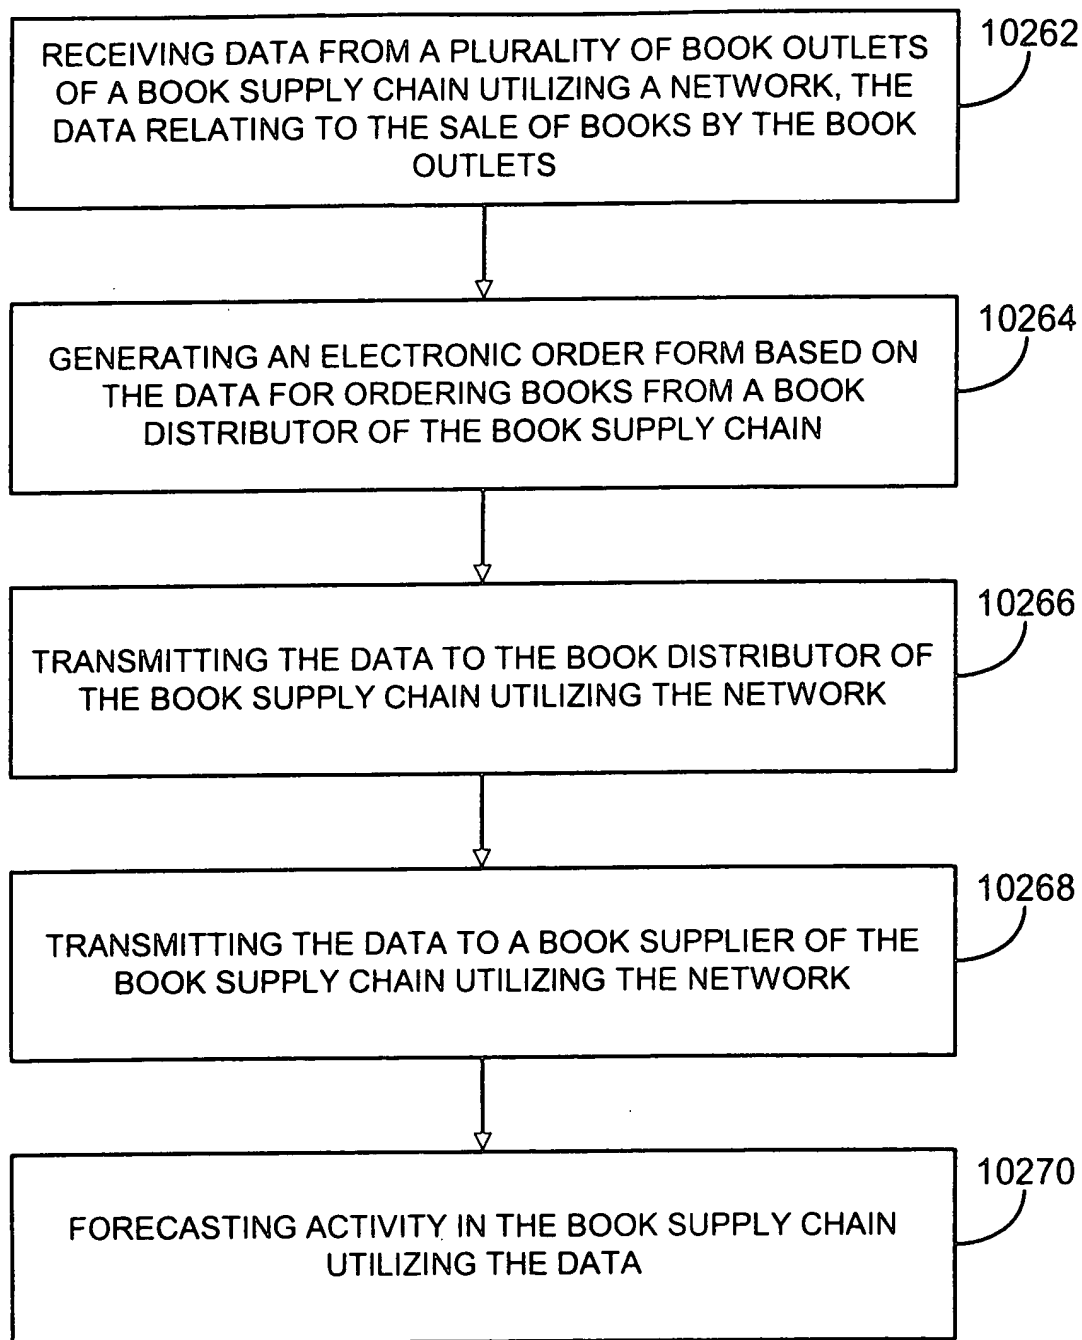 RECEIVING DATA FROM A PLURALITY OF BOOK OUTLETS
OF A BOOK SUPPLY CHAIN UTILIZING A NETWORK, THE
DATA RELATING TO THE SALE OF BOOKS BY THE BOOK
OUTLETS
10262
GENERATING AN ELECTRONIC ORDER FORM BASED ON
THE DATA FOR ORDERING BOOKS FROM A BOOK
DISTRIBUTOR OF THE BOOK SUPPLY CHAIN
10264
TRANSMITTING THE DATA TO THE BOOK DISTRIBUTOR OF
THE BOOK SUPPLY CHAIN UTILIZING THE NETWORK
10266
TRANSMITTING THE DATA TO A BOOK SUPPLIER OF THE
BOOK SUPPLY CHAIN UTILIZING THE NETWORK
10268
FORECASTING ACTIVITY IN THE BOOK SUPPLY CHAIN
UTILIZING THE DATA
10270